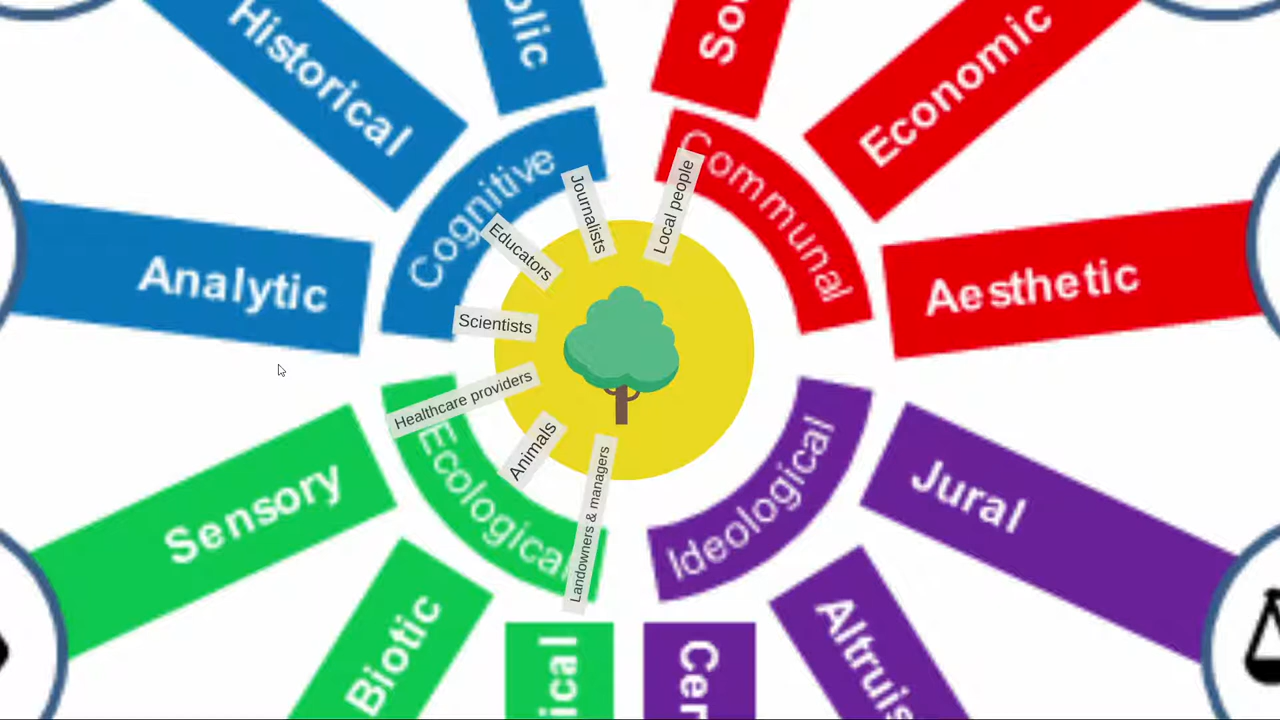 Historical
Economic
Cognitive
Communal
Journalists
Local people
Educators
Analytic
Aesthetic
Scientists
Healthcare providers
Animals
Landowners & managers
Sensory
Ecological
Ideological
Jural
Biotic